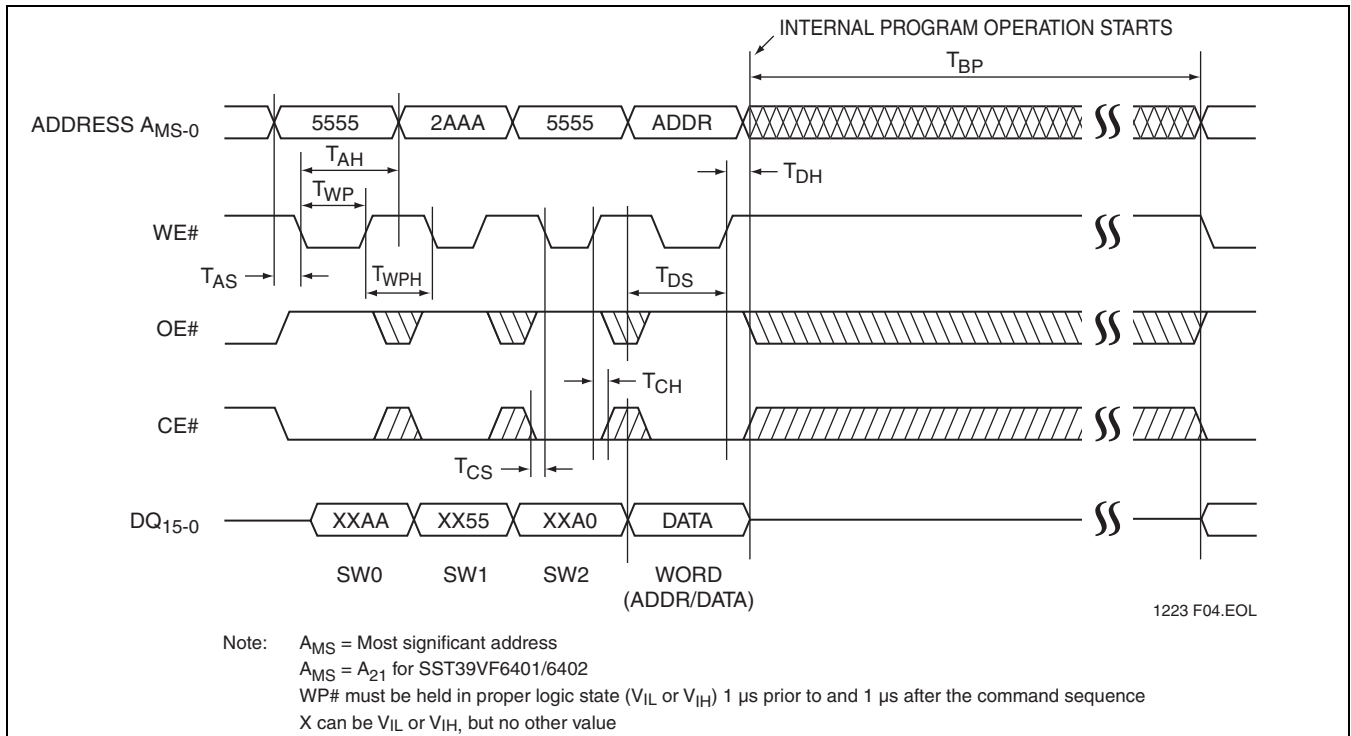 INTERNAL PROGRAM OPERATION STARTS
TBP
ADDRESS AMS-0
5555
2AAA
5555
ADDR
TAH
TDH
TWP
WE#
TAS
TWPH
TDS
OE#
TCH
CE#
TCS
DQ15-0
XXAA
XX55
XXA0
DATA
SW0
SW1
SW2
WORD
(ADDR/DATA)
1223 F04.EOL
Note: AMS = Most significant address
AMS = A21 for SST39VF6401/6402
WP# must be held in proper logic state (VIL or VIH) 1 µs prior to and 1 µs after the command sequence
X can be VIL or VIH, but no other value